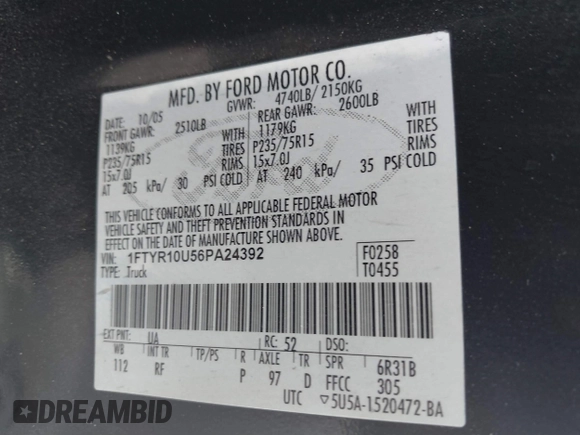 MFD. BY FORD MOTOR CO.
DATE: 10/05 GVWR: 4740LB/ 2150KG
FRONT GAWR: 2510LB REAR GAWR: 2600LB
1139KG WITH 1179KG WITH
P235/75R15 TIRES P235/75R15 TIRES
15x7.0J RIMS 15x7.0J RIMS
AT 205 kPa/ 30 PSI COLD AT 240 kPa/ 35 PSI COLD
THIS VEHICLE CONFORMS TO ALL APPLICABLE FEDERAL MOTOR
VEHICLE SAFETY AND THEFT PREVENTION STANDARDS IN
EFFECT ON THE DATE OF MANUFACTURE SHOWN ABOVE.
VIN: 1FTYR10U56PA24392 F0258
TYPE: Truck T0455
EXT PNT: UA RC: 52 DSO:
WB INT TR TP/PS R AXLE TR SPR 6R31B
112 RF P 97 D FFCC 305
UTC ▽5U5A-1520472-BA
Ford
EPIC VIN